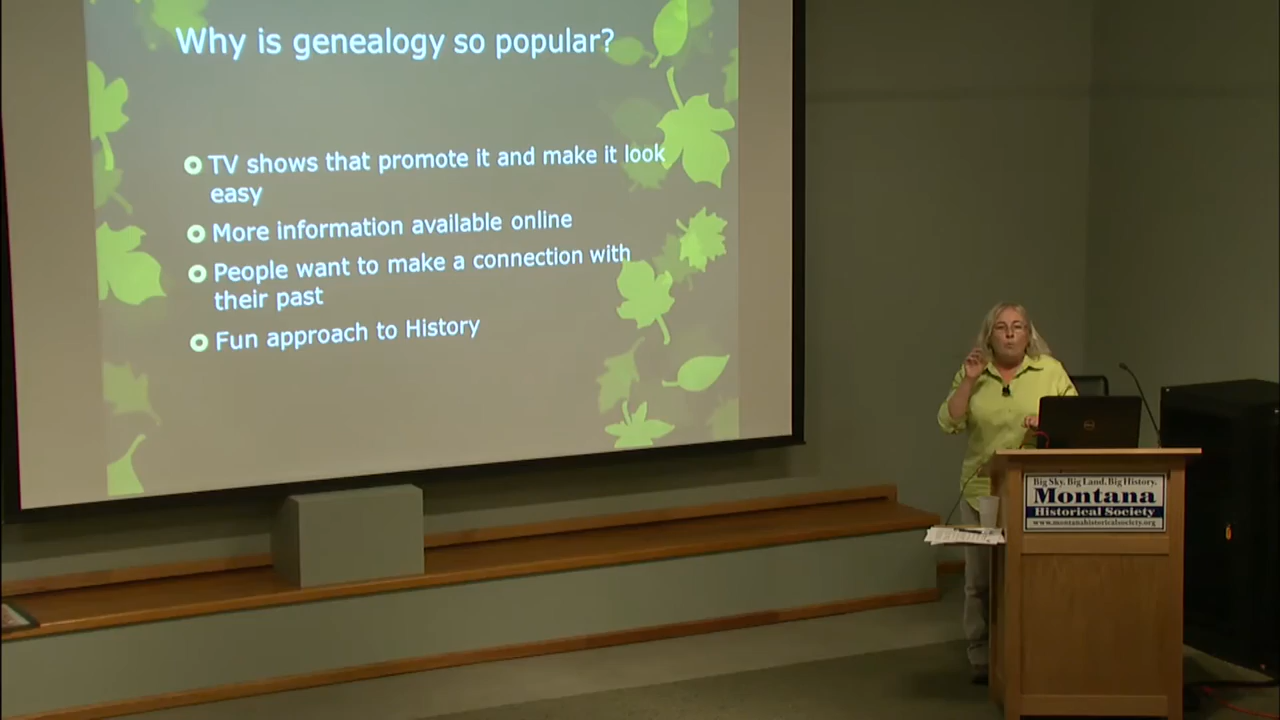 Why is genealogy so popular?
TV shows that promote it and make it look
easy
More information available online
People want to make a connection with
their past
Fun approach to History
Big Sky. Big Land. Big History.
Montana
Historical Society
www.montanahistoricalsociety.org